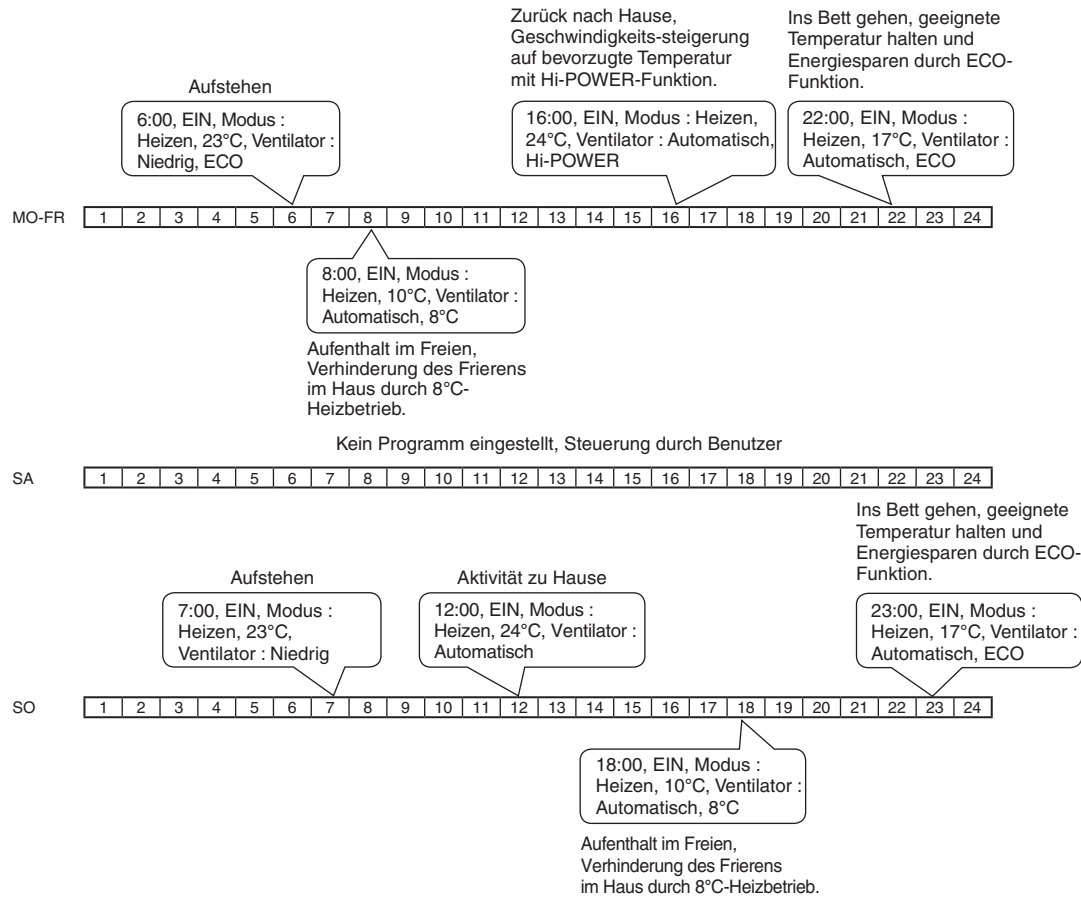 Zurück nach Hause,
Geschwindigkeits-steigerung
auf bevorzugte Temperatur
mit Hi-POWER-Funktion.
Ins Bett gehen, geeignete
Temperatur halten und
Energiesparen durch ECO-
Funktion.
Aufstehen
6:00, EIN, Modus :
Heizen, 23°C, Ventilator :
Niedrig, ECO
16:00, EIN, Modus : Heizen,
24°C, Ventilator : Automatisch,
Hi-POWER
22:00, EIN, Modus :
Heizen, 17°C, Ventilator :
Automatisch, ECO
MO-FR 1 2 3 4 5 6 7 8 9 10 11 12 13 14 15 16 17 18 19 20 21 22 23 24
8:00, EIN, Modus :
Heizen, 10°C, Ventilator :
Automatisch, 8°C
Aufenthalt im Freien,
Verhinderung des Frierens
im Haus durch 8°C-
Heizbetrieb.
Kein Programm eingestellt, Steuerung durch Benutzer
SA 1 2 3 4 5 6 7 8 9 10 11 12 13 14 15 16 17 18 19 20 21 22 23 24
Ins Bett gehen, geeignete
Temperatur halten und
Energiesparen durch ECO-
Funktion.
Aufstehen
7:00, EIN, Modus :
Heizen, 23°C,
Ventilator : Niedrig
Aktivität zu Hause
12:00, EIN, Modus :
Heizen, 24°C, Ventilator :
Automatisch
23:00, EIN, Modus :
Heizen, 17°C, Ventilator :
Automatisch, ECO
SO 1 2 3 4 5 6 7 8 9 10 11 12 13 14 15 16 17 18 19 20 21 22 23 24
18:00, EIN, Modus :
Heizen, 10°C, Ventilator :
Automatisch, 8°C
Aufenthalt im Freien,
Verhinderung des Frierens
im Haus durch 8°C-Heizbetrieb.